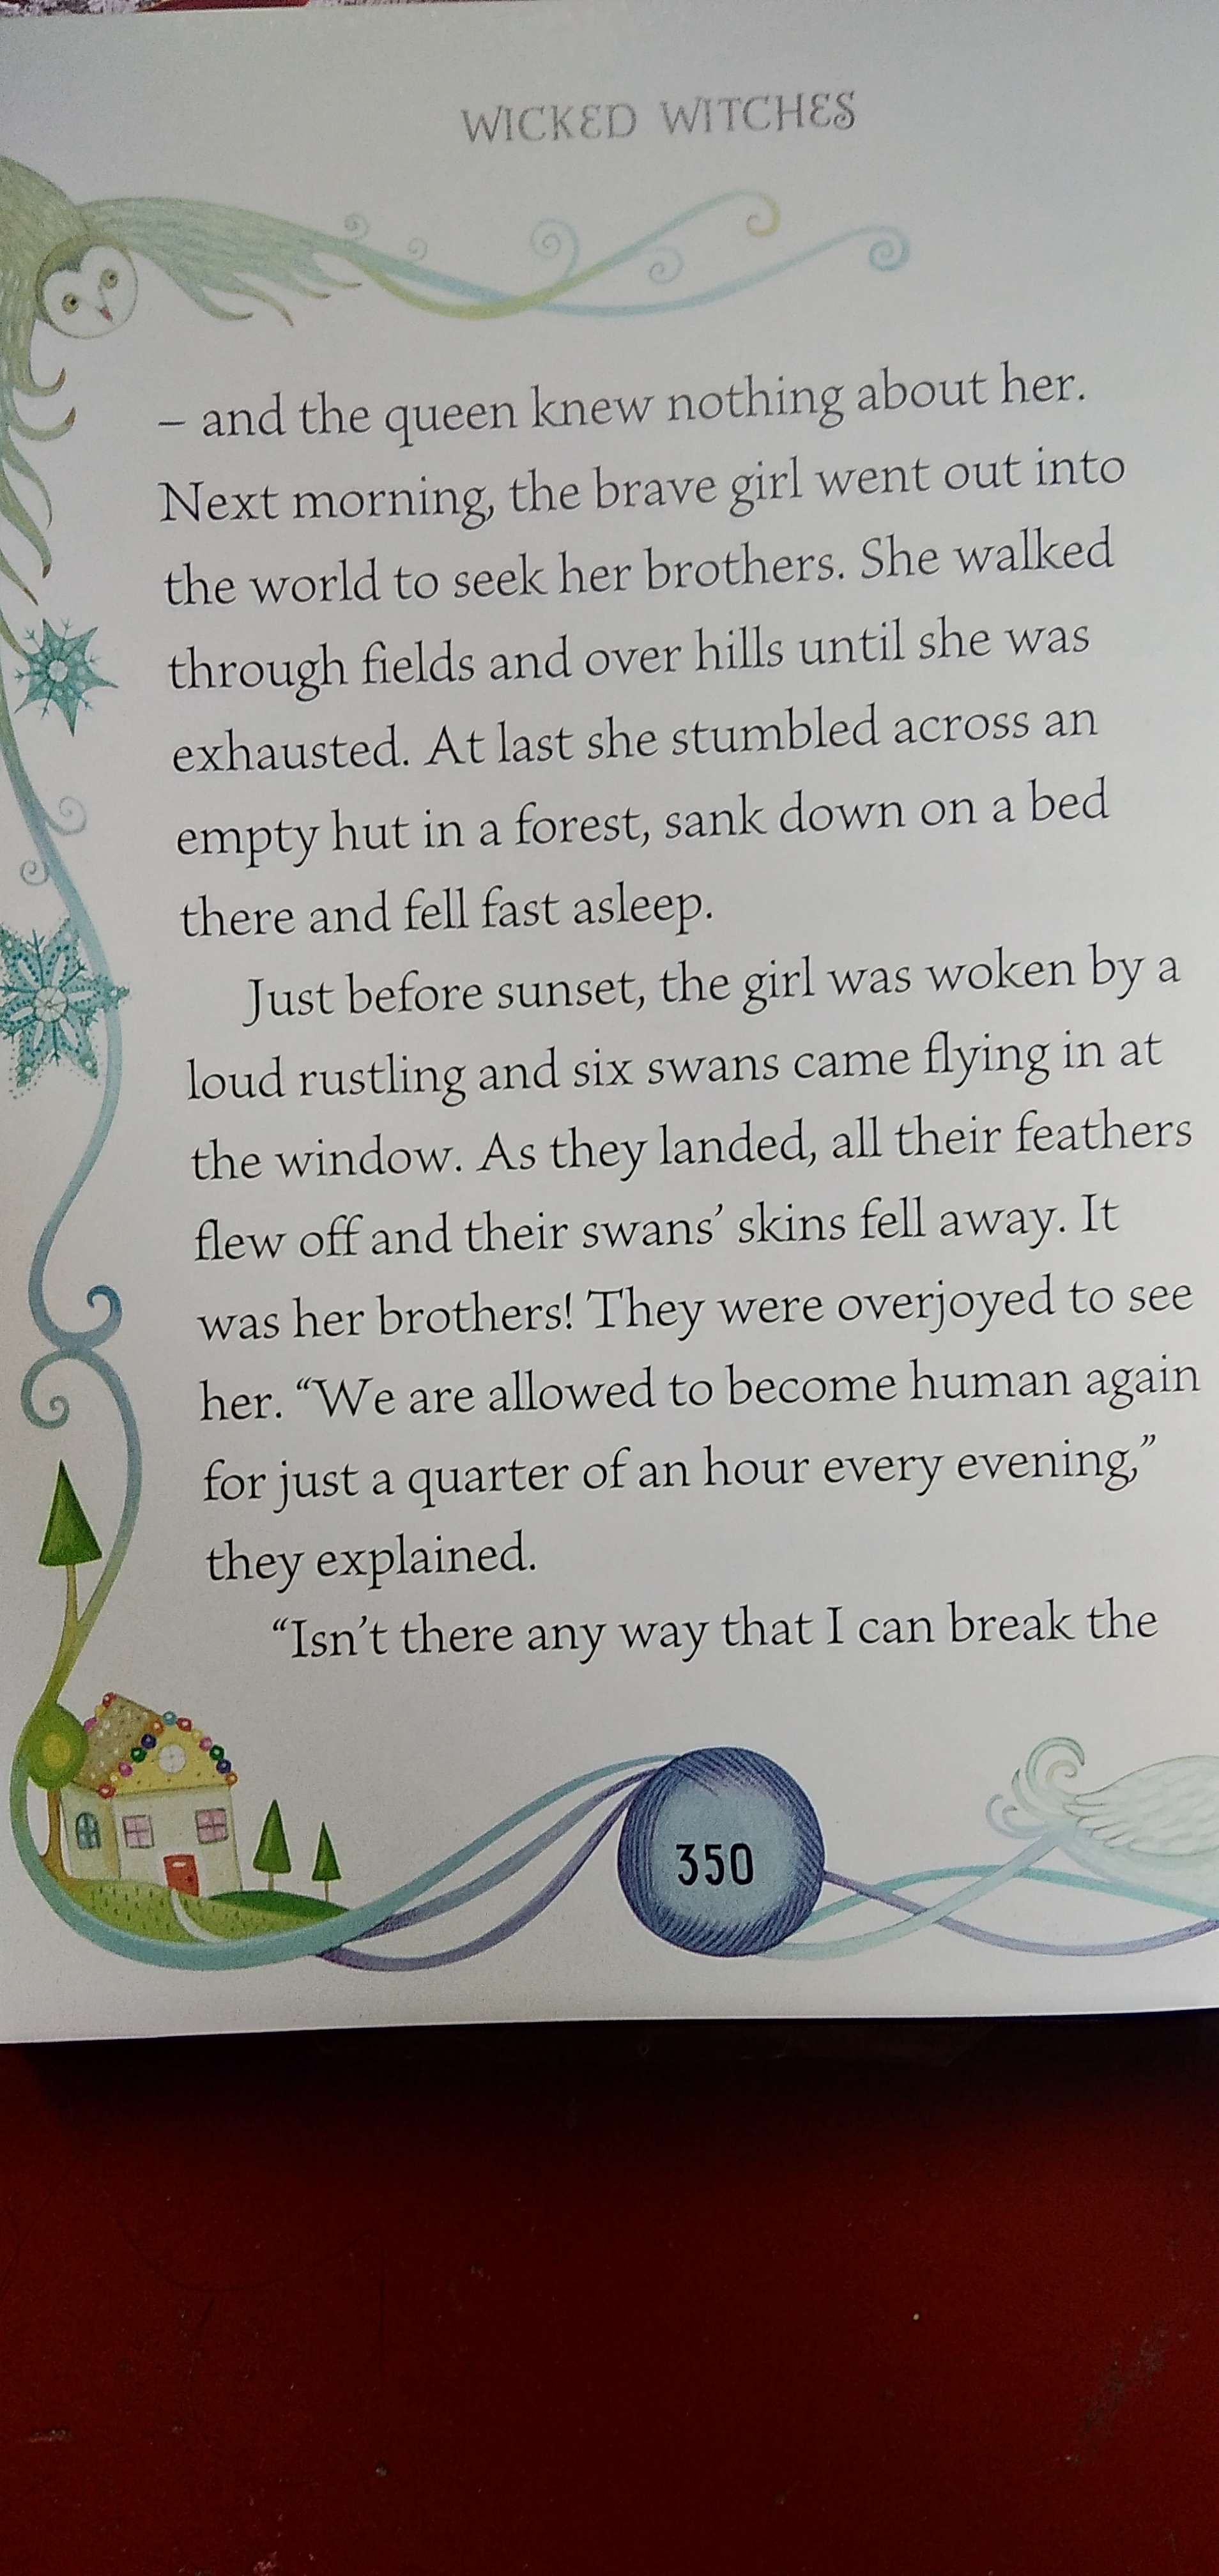 WICKED WITCHES
– and the queen knew nothing about her.
Next morning, the brave girl went out into
the world to seek her brothers. She walked
through fields and over hills until she was
exhausted. At last she stumbled across an
empty hut in a forest, sank down on a bed
there and fell fast asleep.
Just before sunset, the girl was woken by a
loud rustling and six swans came flying in at
the window. As they landed, all their feathers
flew off and their swans’ skins fell away. It
was her brothers! They were overjoyed to see
her. “We are allowed to become human again
for just a quarter of an hour every evening,”
they explained.
“Isn’t there any way that I can break the
350